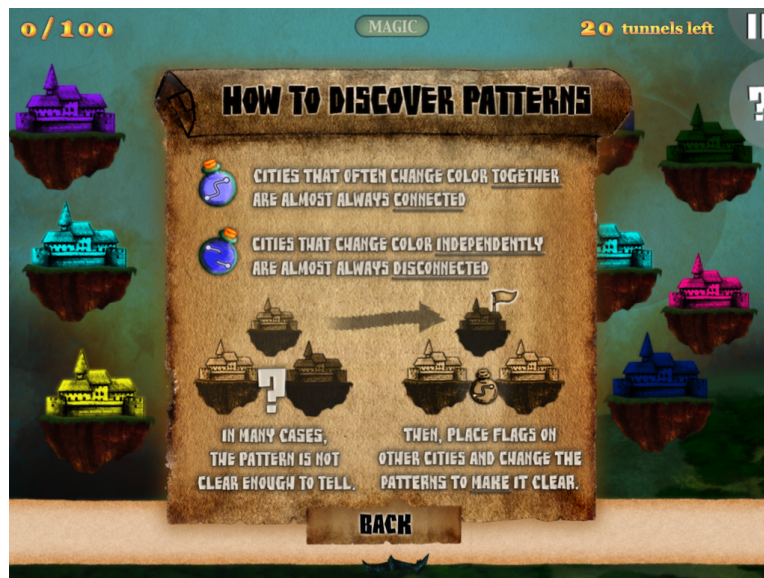 0/100
MAGIC
20 tunnels left
?
HOW TO DISCOVER PATTERNS
CITIES THAT OFTEN CHANGE COLOR TOGETHER
ARE ALMOST ALWAYS CONNECTED
CITIES THAT CHANGE COLOR INDEPENDENTLY
ARE ALMOST ALWAYS DISCONNECTED
?
IN MANY CASES,
THE PATTERN IS NOT
CLEAR ENOUGH TO TELL.
THEN, PLACE FLAGS ON
OTHER CITIES AND CHANGE THE
PATTERNS TO MAKE IT CLEAR.
BACK